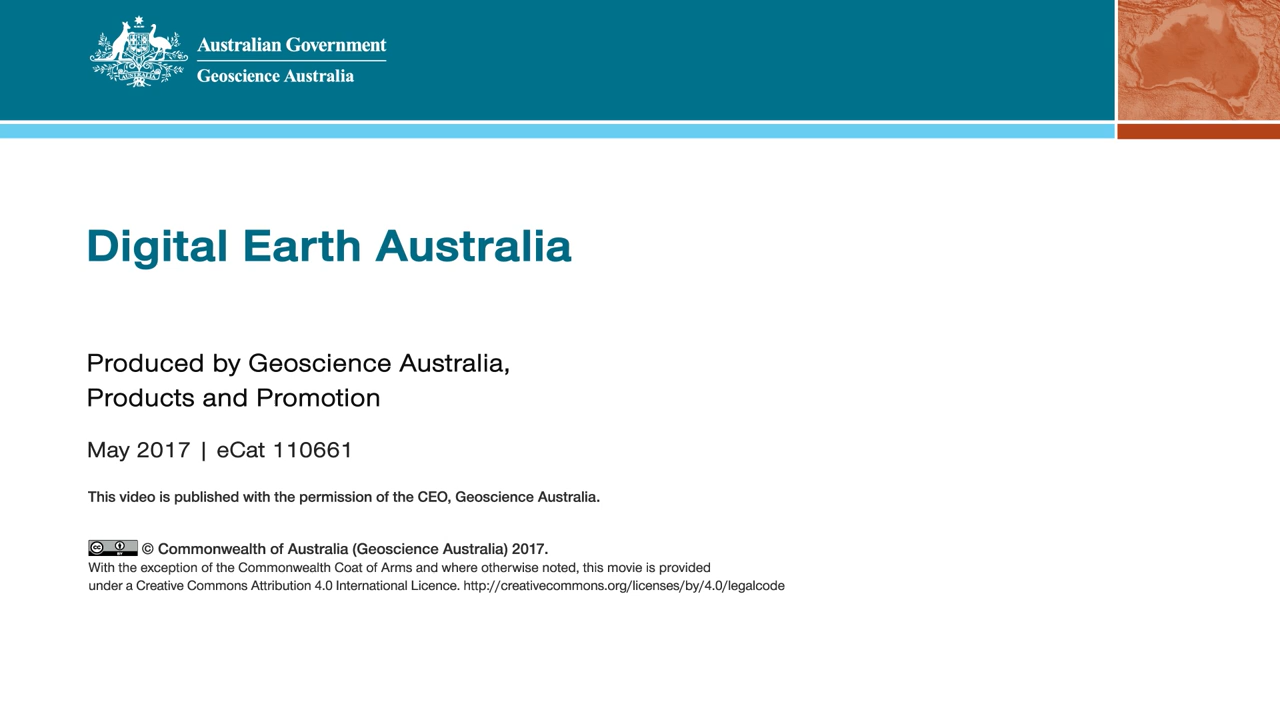 Australian Government
Geoscience Australia
Digital Earth Australia
Produced by Geoscience Australia,
Products and Promotion
May 2017 | eCat 110661
This video is published with the permission of the CEO, Geoscience Australia.
© Commonwealth of Australia (Geoscience Australia) 2017.
With the exception of the Commonwealth Coat of Arms and where otherwise noted, this movie is provided
under a Creative Commons Attribution 4.0 International Licence. http://creativecommons.org/licenses/by/4.0/legalcode